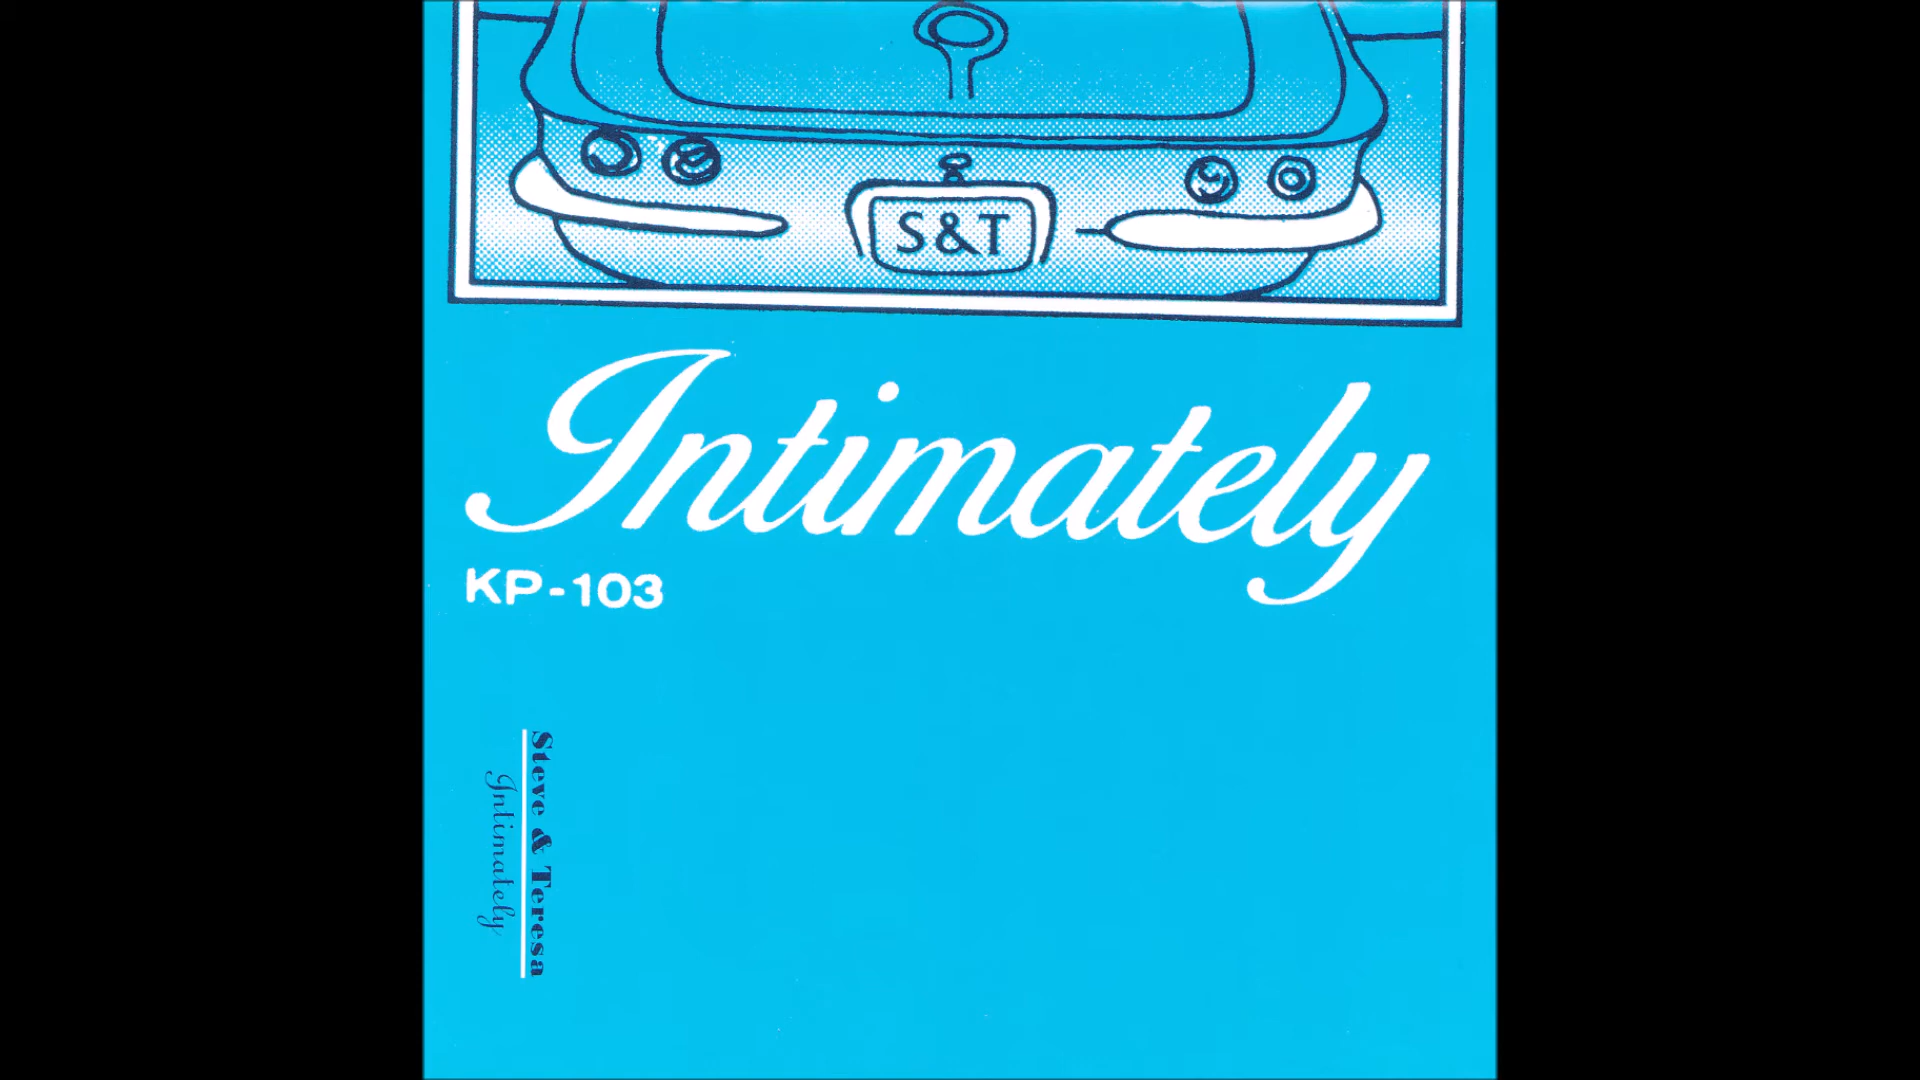 S&T
Intimately
KP-103
Steve & Teresa
Intimately